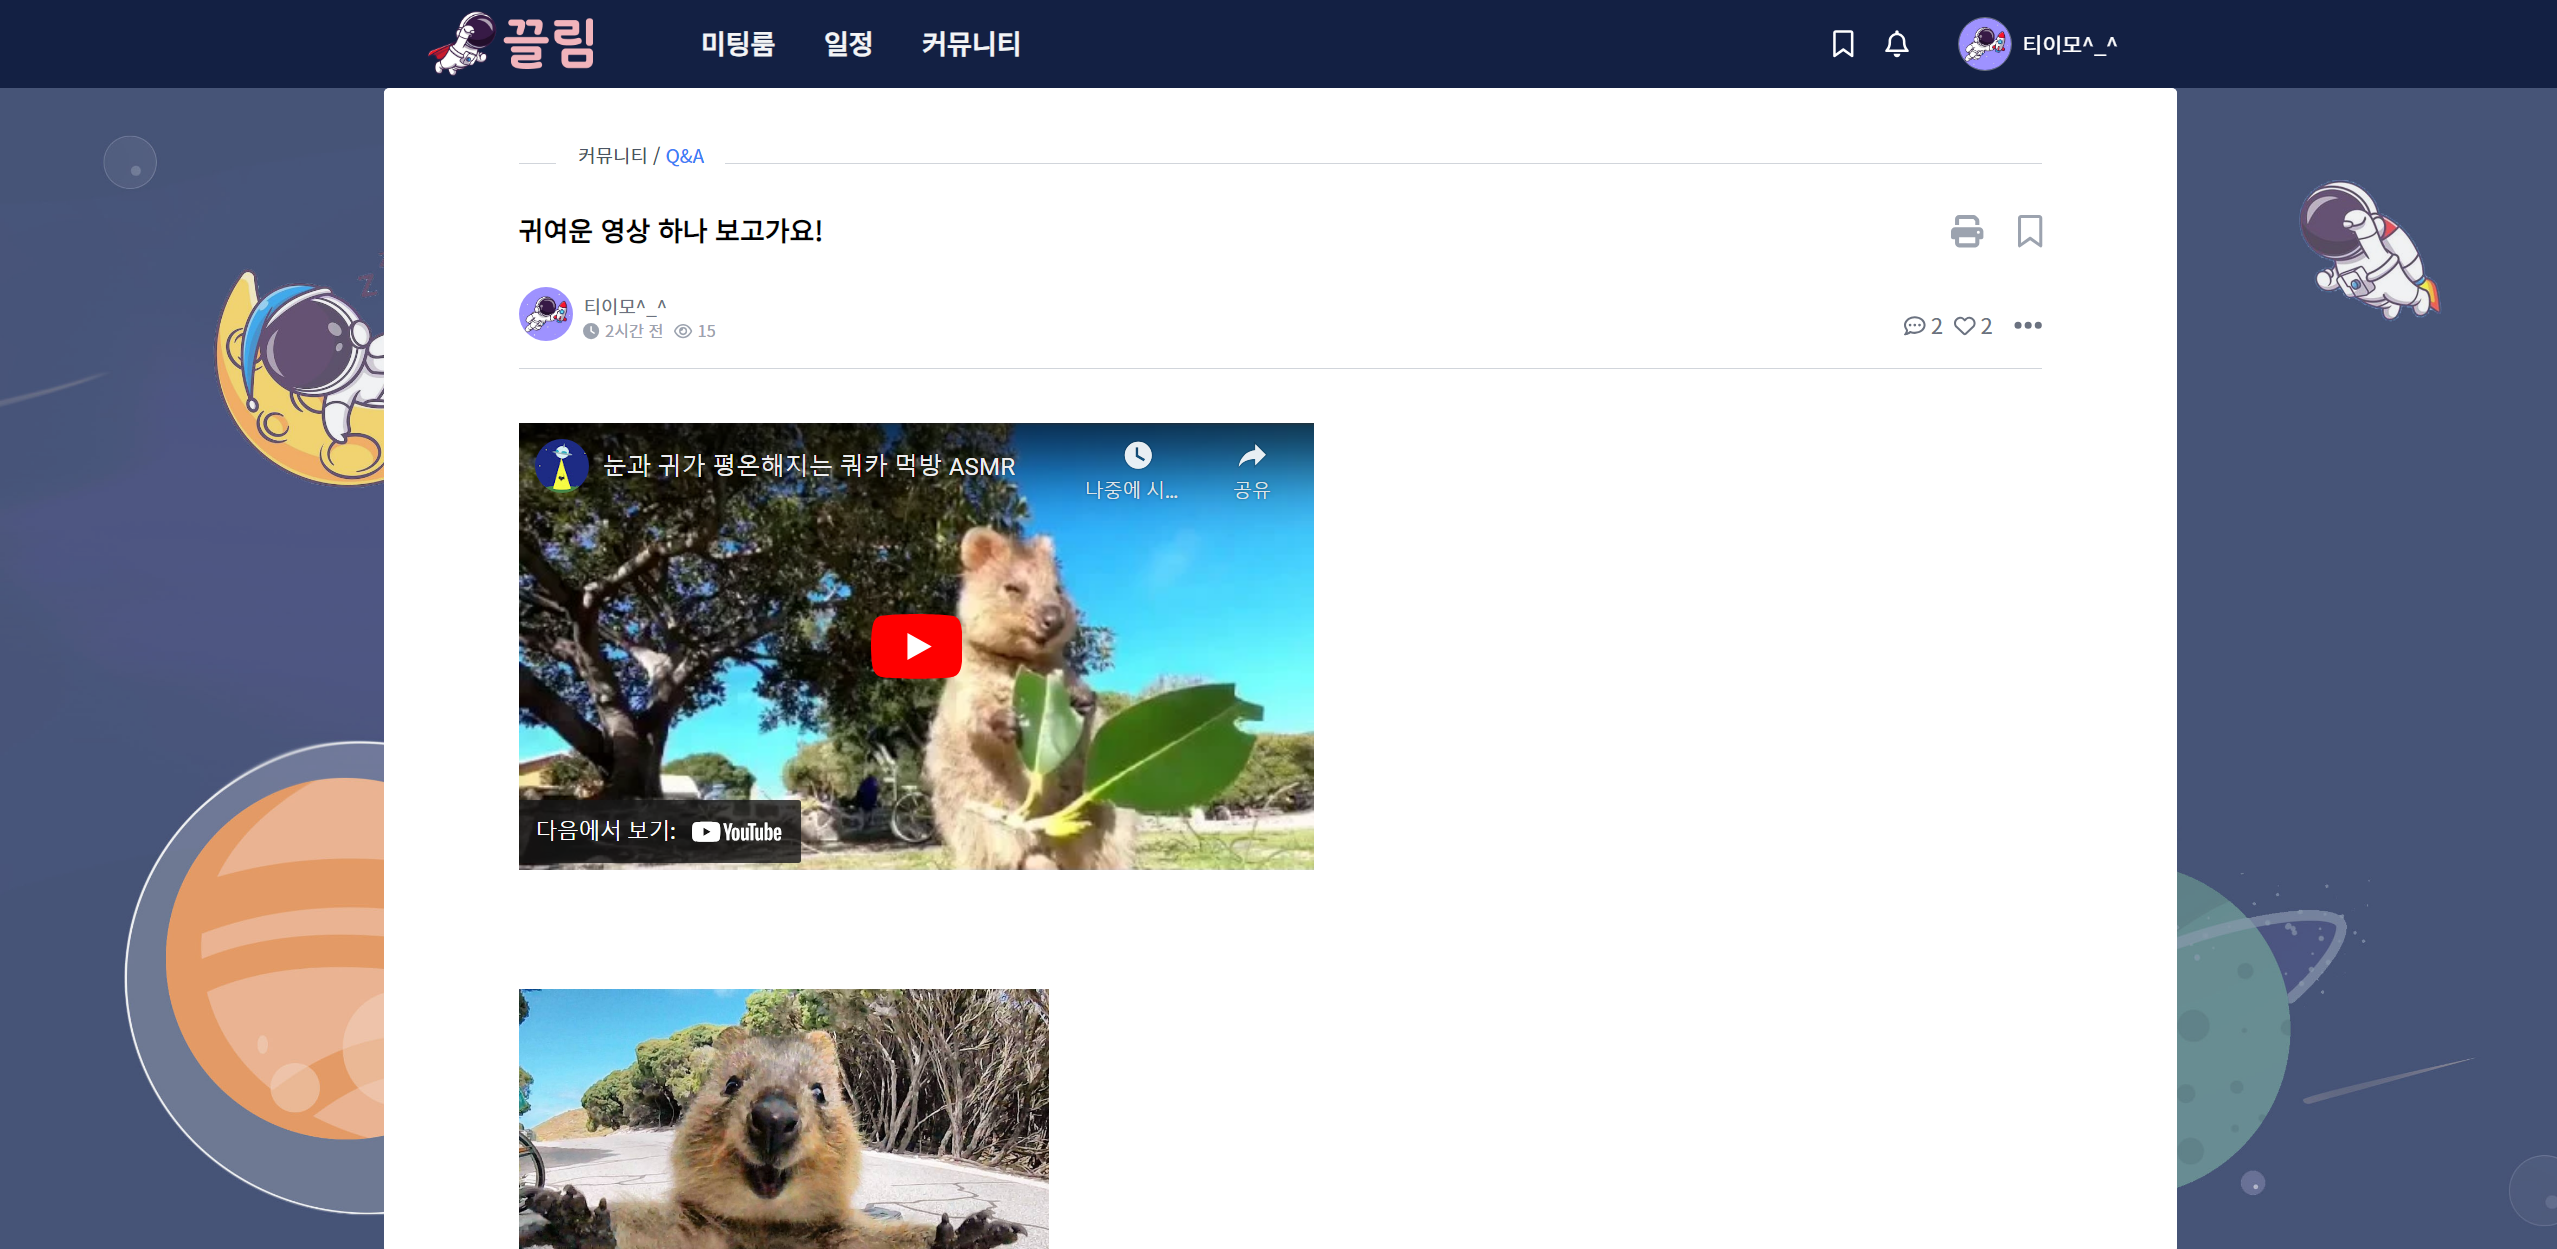 끌림
미팅룸 일정 커뮤니티
티이모^_^
커뮤니티 / Q&A
귀여운 영상 하나 보고가요!
티이모^_^
2시간 전 15
2 2
눈과 귀가 평온해지는 쿼카 먹방 ASMR
나중에 시...
공유
다음에서 보기: YouTube